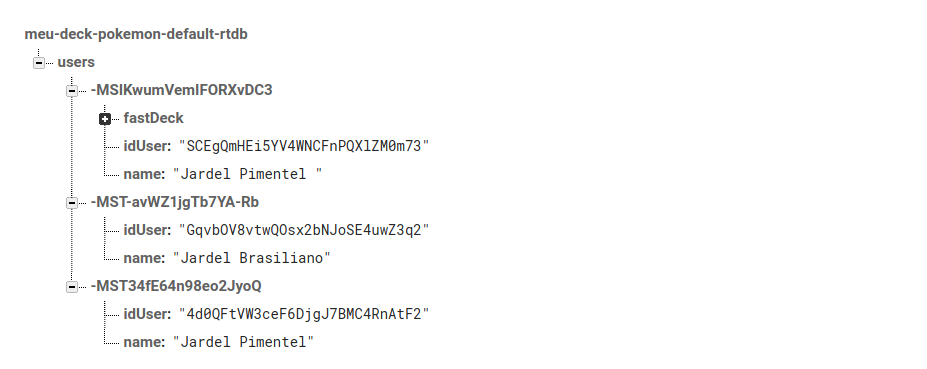 meu-deck-pokemon-default-rtdb
users
-MSIKwumVemIFORXvDC3
fastDeck
idUser: "SCEgQmHEi5YV4WNCFnPQXlZM0m73"
name: "Jardel Pimentel "
-MST-avWZ1jgTb7YA-Rb
idUser: "GqvbOV8vtwQOsx2bNJoSE4uwZ3q2"
name: "Jardel Brasiliano"
-MST34fE64n98eo2JyoQ
idUser: "4d0QFtVW3ceF6DjgJ7BMC4RnAtF2"
name: "Jardel Pimentel"